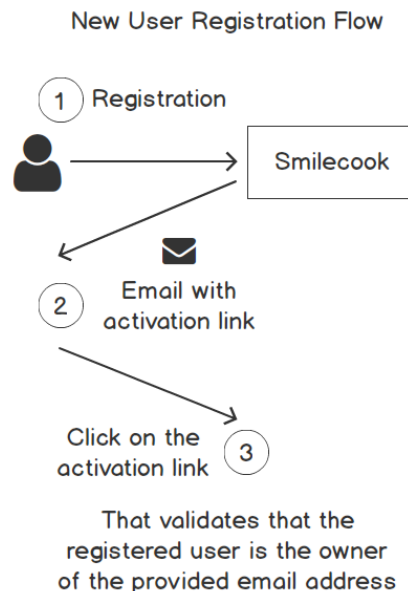 New User Registration Flow
1 Registration
Smilecook
Email with
2
activation link
Click on the
3
activation link
That validates that the
registered user is the owner
of the provided email address